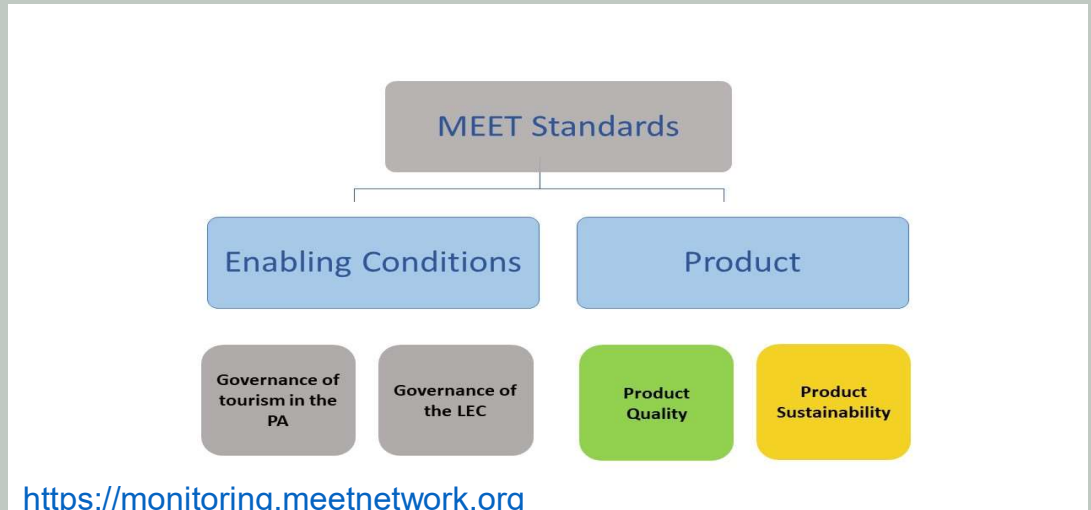 MEET Standards
Enabling Conditions
Product
Governance of
tourism in the
PA
Governance of
the LEC
Product
Quality
Product
Sustainability
https://monitoring.meetnetwork.org